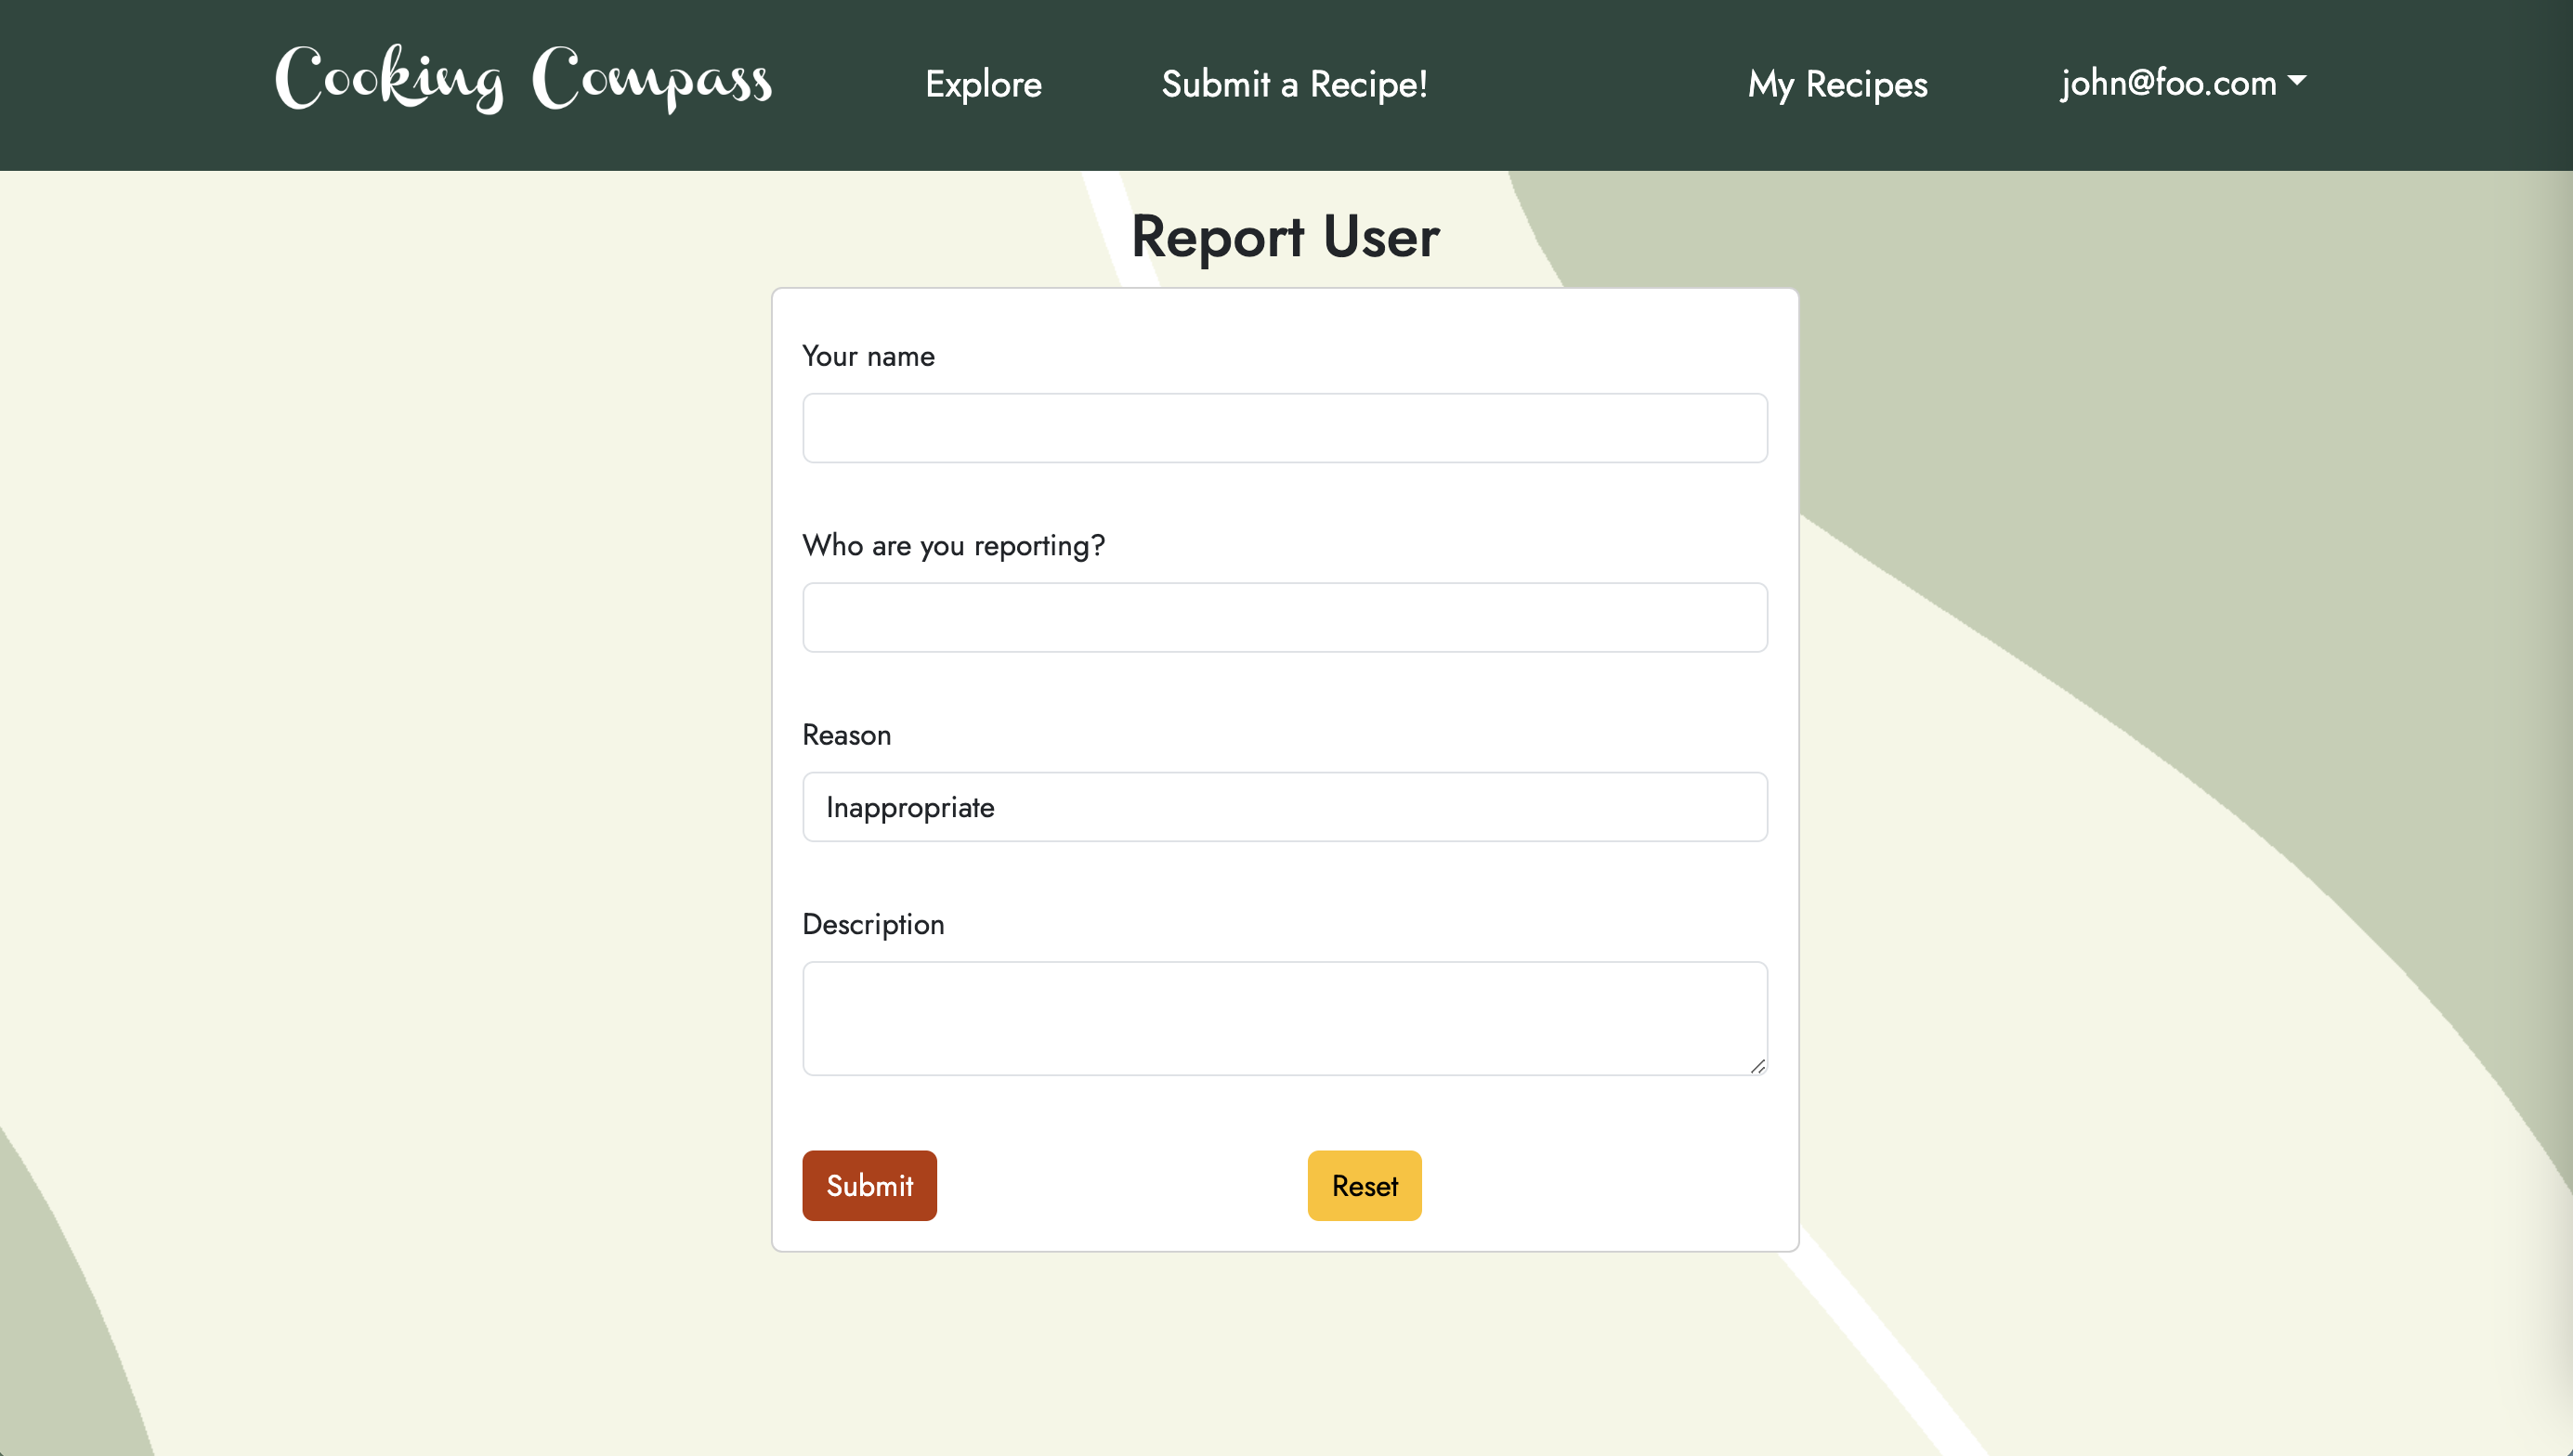 Cooking Compass
Explore
Submit a Recipe!
My Recipes
john@foo.com
Report User
Your name
Who are you reporting?
Reason
Inappropriate
Description
Submit
Reset